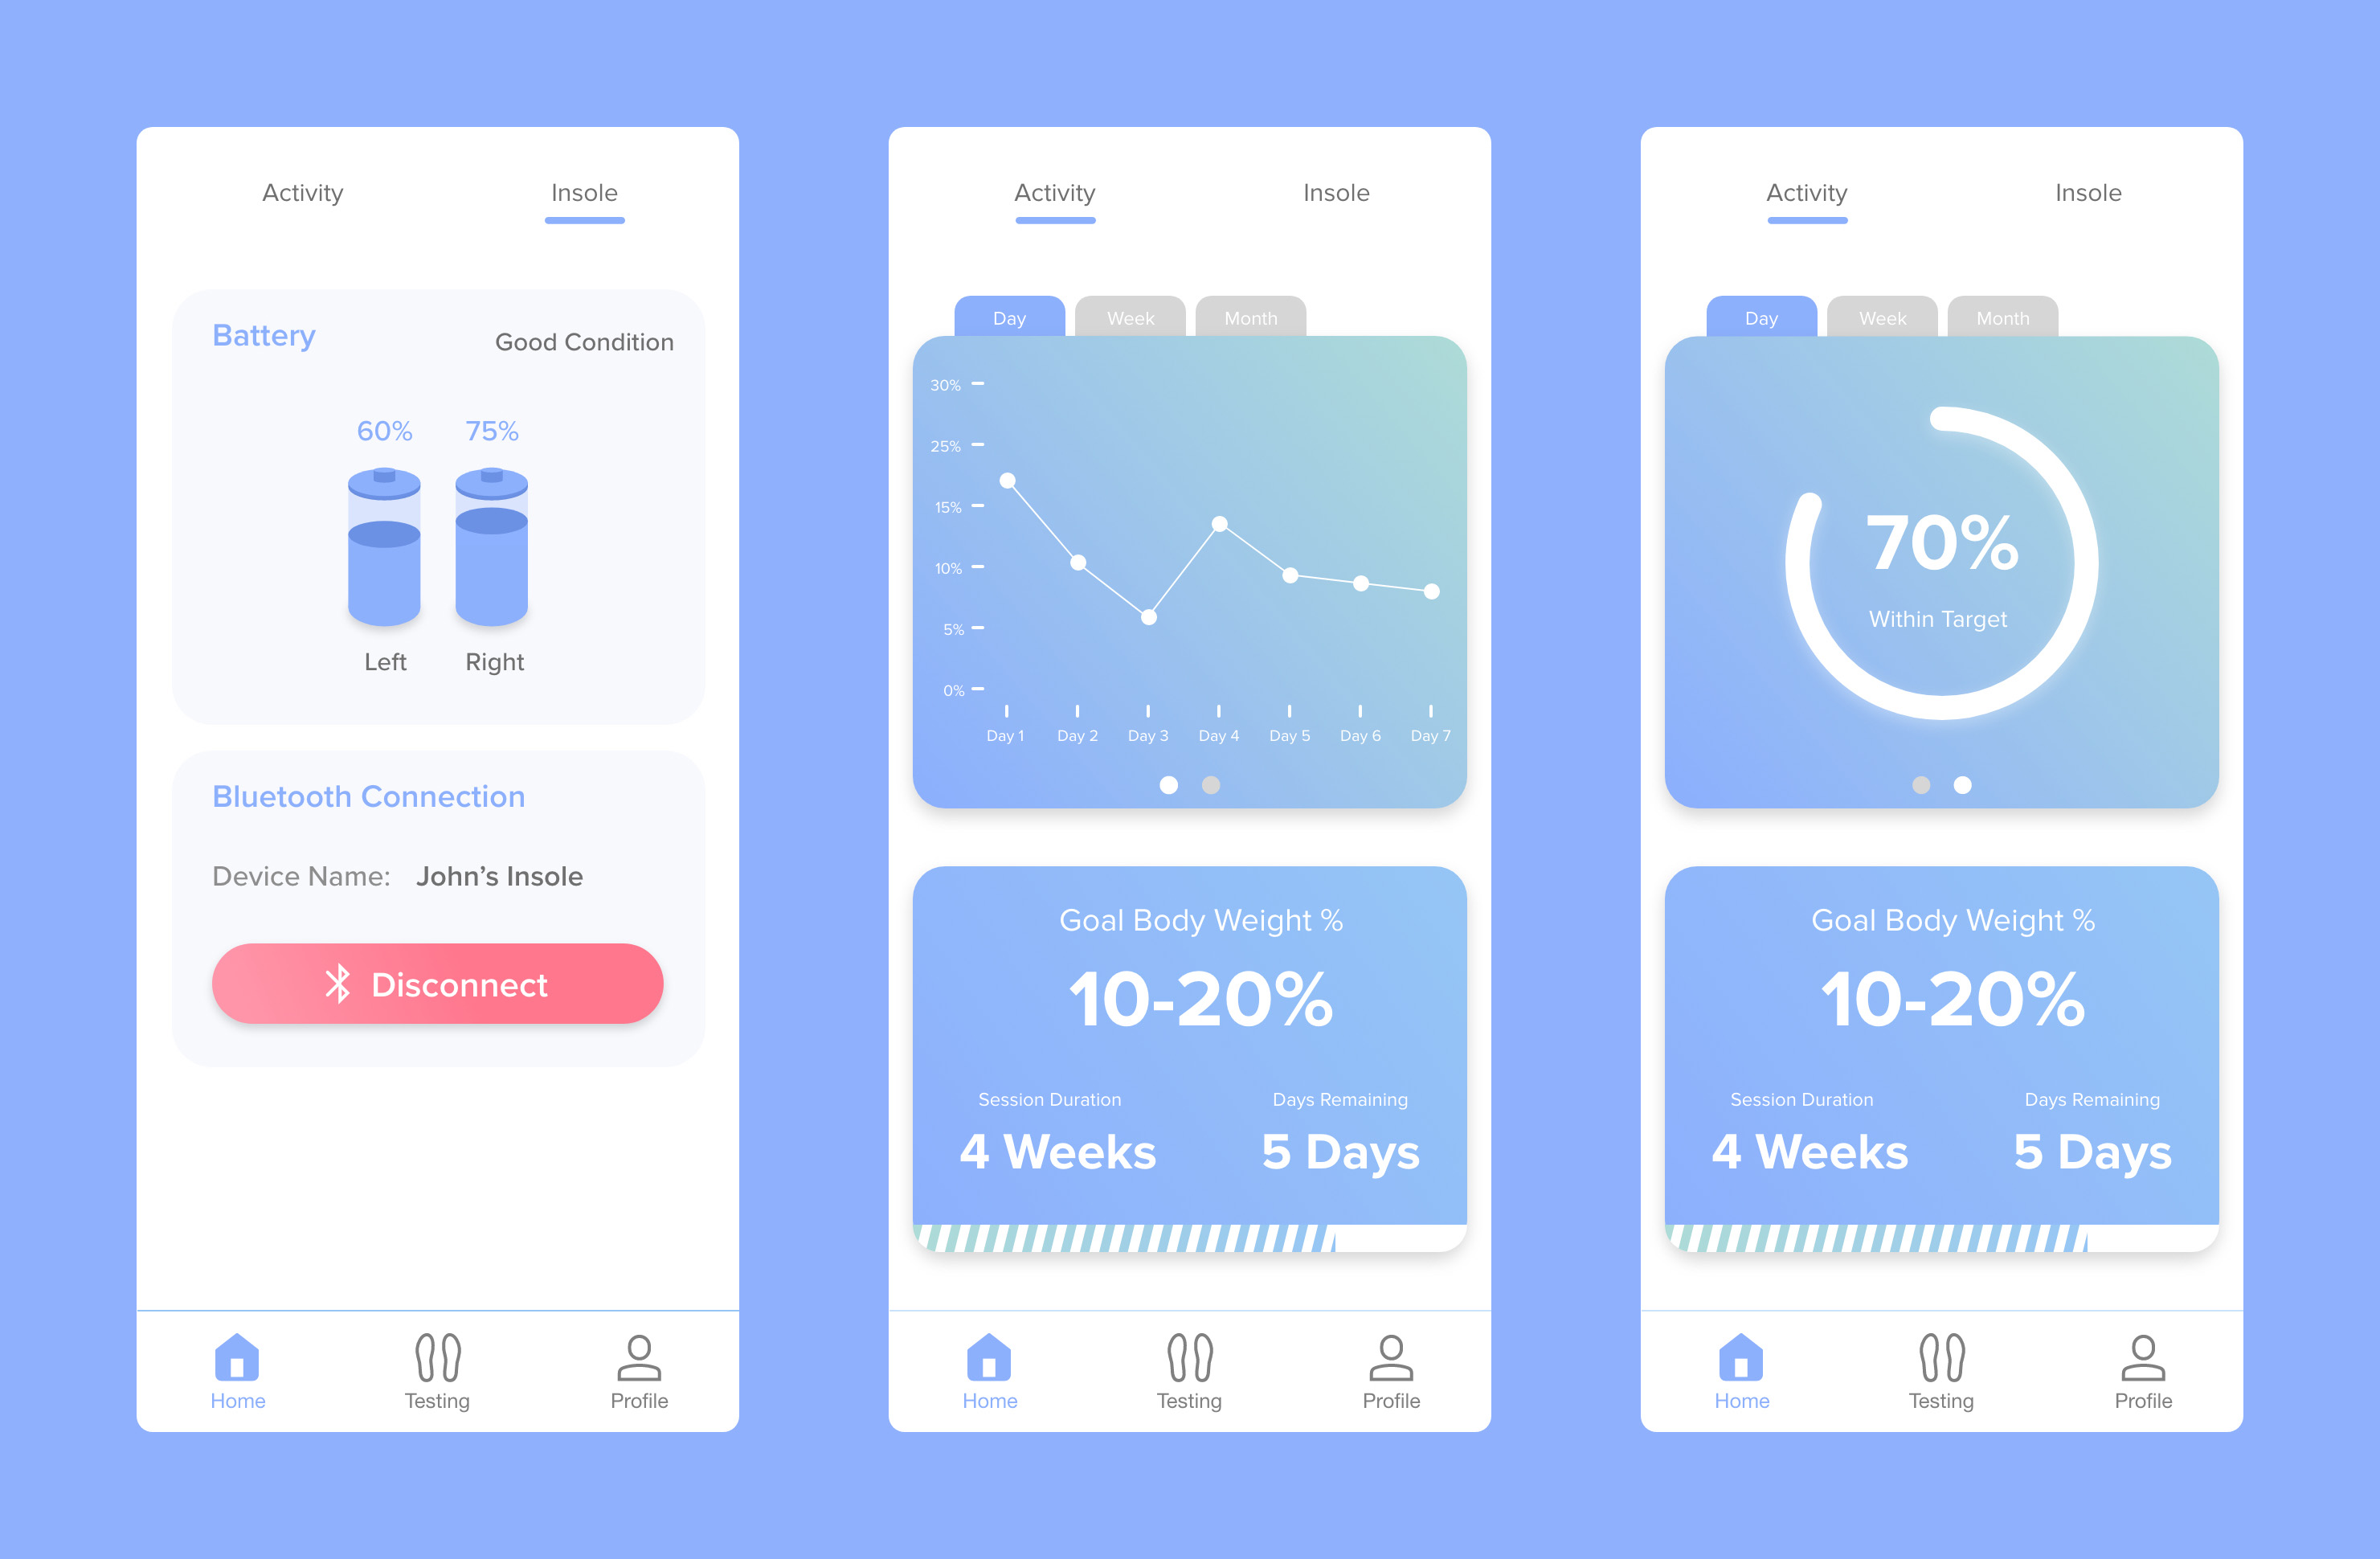 Activity Insole
Battery Good Condition
60% 75%
Left Right
Bluetooth Connection
Device Name: John’s Insole
Disconnect
Home Testing Profile
Activity Insole
Day Week Month
30%
25%
15%
10%
5%
0%
Day 1 Day 2 Day 3 Day 4 Day 5 Day 6 Day 7
Goal Body Weight %
10-20%
Session Duration Days Remaining
4 Weeks 5 Days
Home Testing Profile
Activity Insole
Day Week Month
70%
Within Target
Goal Body Weight %
10-20%
Session Duration Days Remaining
4 Weeks 5 Days
Home Testing Profile